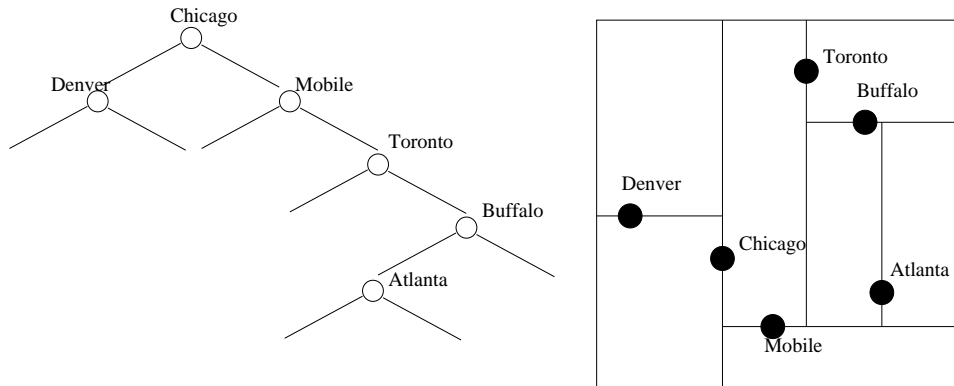 Chicago
Denver
Mobile
Toronto
Buffalo
Atlanta
Toronto
Buffalo
Denver
Chicago
Atlanta
Mobile